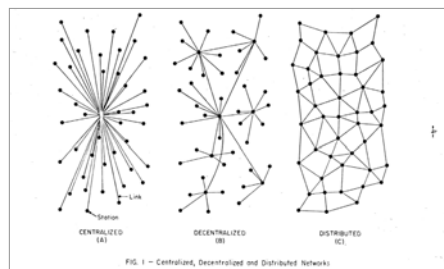 Link
Station
CENTRALIZED
(A)
DECENTRALIZED
(B)
DISTRIBUTED
(C)
FIG. 1 – Centralized, Decentralized and Distributed Networks